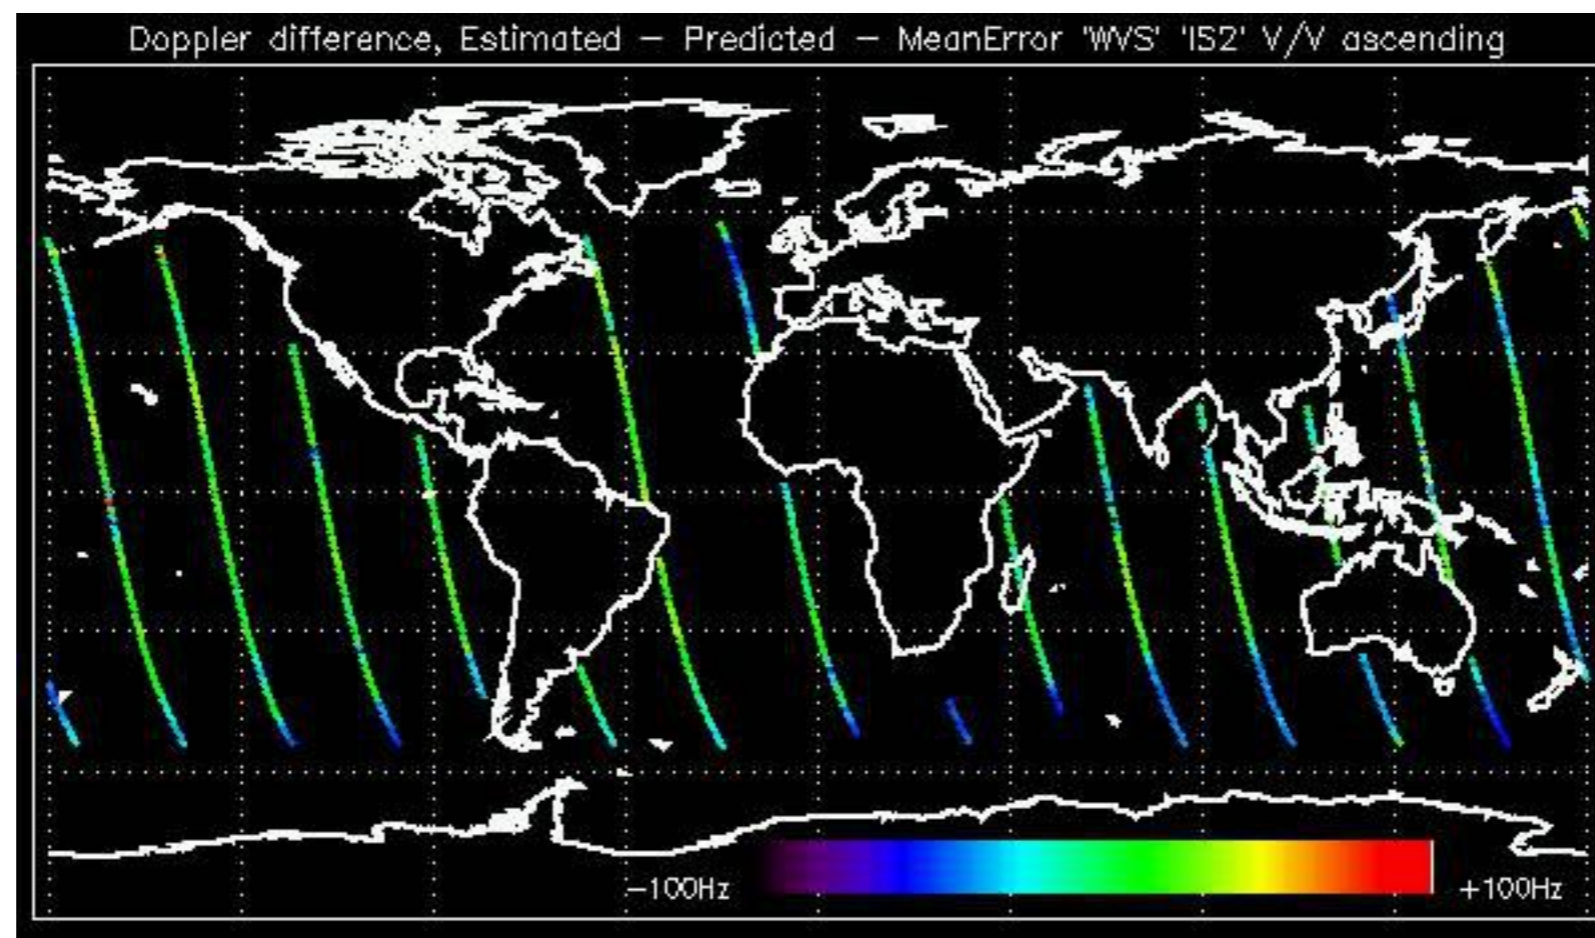 Doppler difference, Estimated – Predicted – MeanError 'WVS' 'IS2' V/V ascending
–100Hz +100Hz